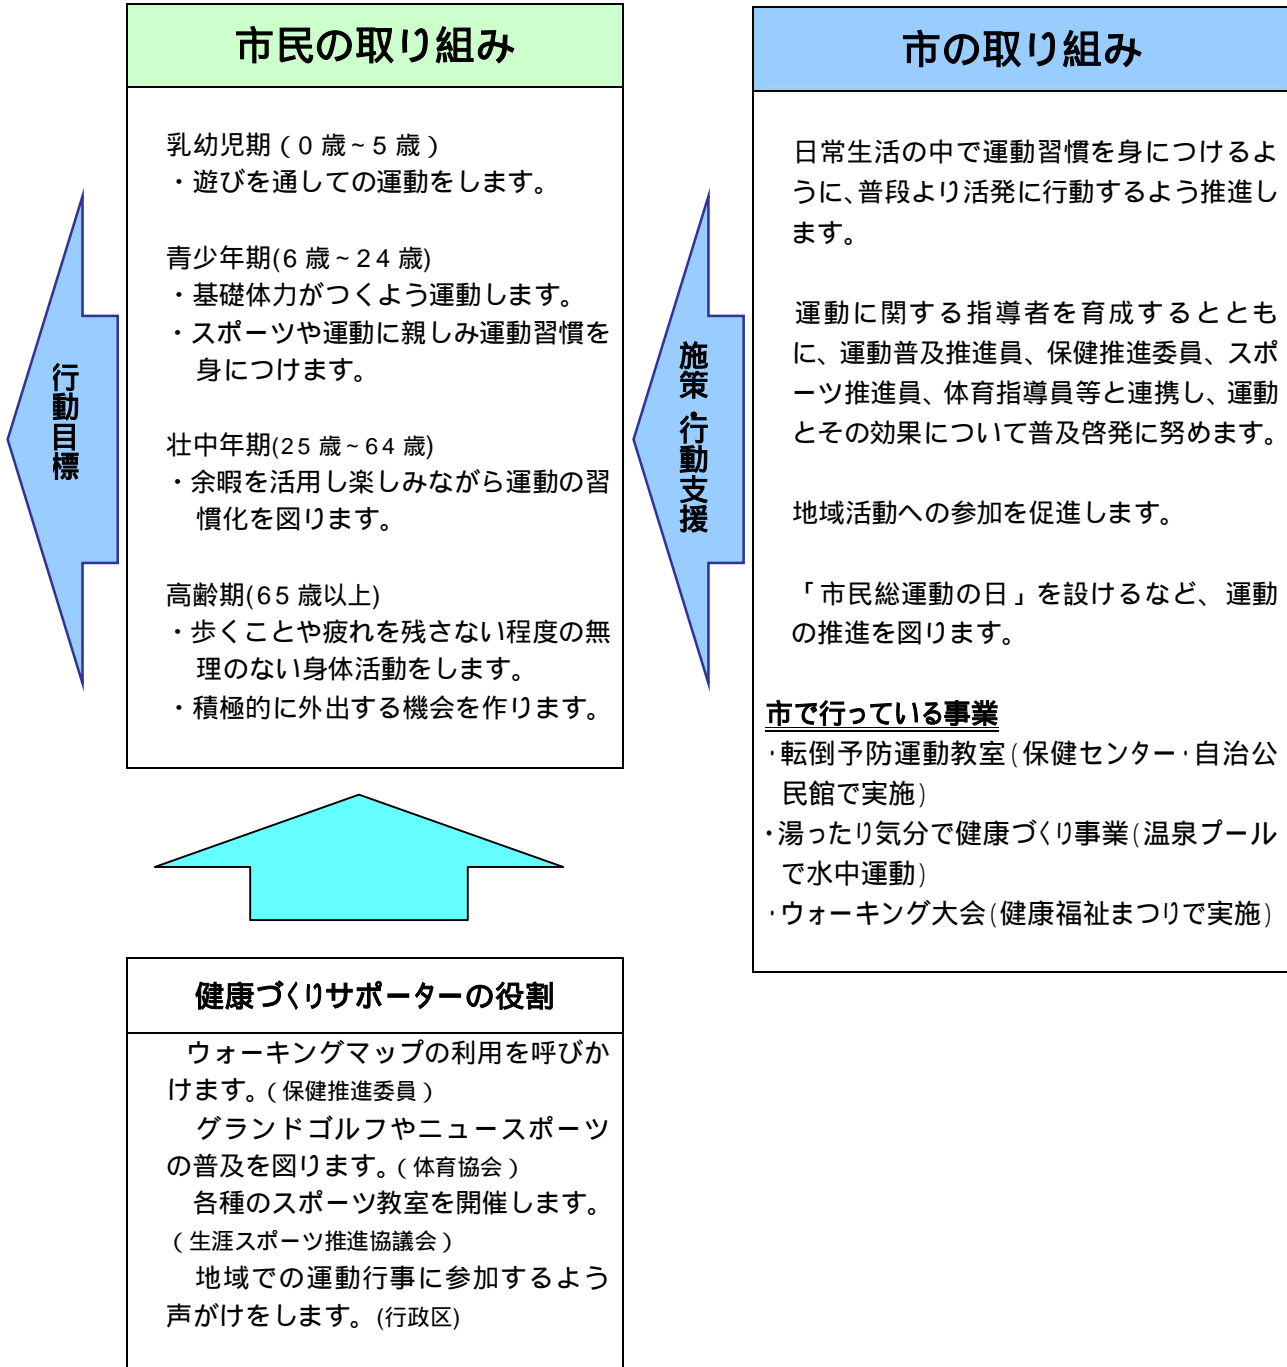 市民の取り組み
乳幼児期（0歳~5歳）
・遊びを通しての運動をします。
青少年期(6歳~24歳)
・基礎体力がつくよう運動します。
・スポーツや運動に親しみ運動習慣を
身につけます。
壮中年期(25歳~64歳)
・余暇を活用し楽しみながら運動の習
慣化を図ります。
高齢期(65歳以上)
・歩くことや疲れを残さない程度の無
理のない身体活動をします。
・積極的に外出する機会を作ります。
行動目標
市の取り組み
日常生活の中で運動習慣を身につけるよ
うに、普段より活発に行動するよう推進し
ます。
運動に関する指導者を育成するととも
に、運動普及推進員、保健推進委員、スポ
ーツ推進員、体育指導員等と連携し、運動
とその効果について普及啓発に努めます。
地域活動への参加を促進します。
「市民総運動の日」を設けるなど、運動
の推進を図ります。
市で行っている事業
・転倒予防運動教室(保健センター・自治公
民館で実施)
・湯ったり気分で健康づくり事業(温泉プール
で水中運動)
・ウォーキング大会(健康福祉まつりで実施)
施策・行動支援
健康づくりサポーターの役割
ウォーキングマップの利用を呼びか
けます。（保健推進委員）
グランドゴルフやニュースポーツ
の普及を図ります。（体育協会）
各種のスポーツ教室を開催します。
（生涯スポーツ推進協議会）
地域での運動行事に参加するよう
声がけをします。(行政区)